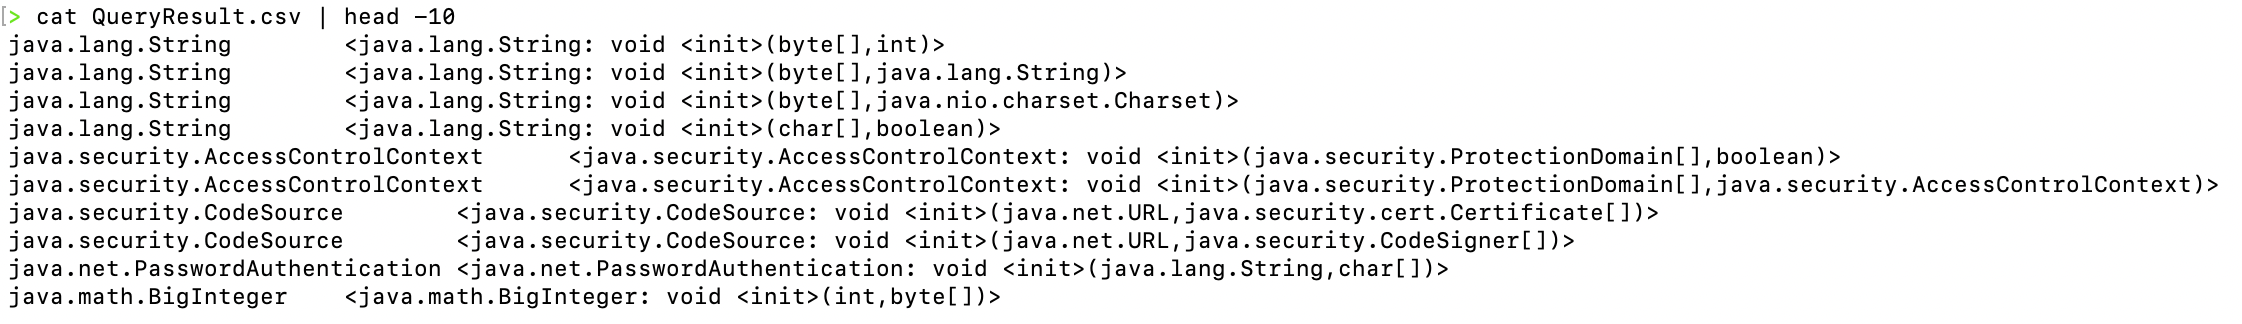 [> cat QueryResult.csv | head -10
java.lang.String        <java.lang.String: void <init>(byte[],int)>
java.lang.String        <java.lang.String: void <init>(byte[],java.lang.String)>
java.lang.String        <java.lang.String: void <init>(byte[],java.nio.charset.Charset)>
java.lang.String        <java.lang.String: void <init>(char[],boolean)>
java.security.AccessControlContext      <java.security.AccessControlContext: void <init>(java.security.ProtectionDomain[],boolean)>
java.security.AccessControlContext      <java.security.AccessControlContext: void <init>(java.security.ProtectionDomain[],java.security.AccessControlContext)>
java.security.CodeSource        <java.security.CodeSource: void <init>(java.net.URL,java.security.cert.Certificate[])>
java.security.CodeSource        <java.security.CodeSource: void <init>(java.net.URL,java.security.CodeSigner[])>
java.net.PasswordAuthentication <java.net.PasswordAuthentication: void <init>(java.lang.String,char[])>
java.math.BigInteger    <java.math.BigInteger: void <init>(int,byte[])>